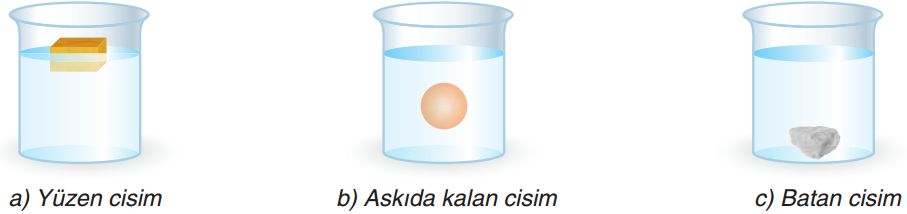 a) Yüzen cisim
b) Askıda kalan cisim
c) Batan cisim